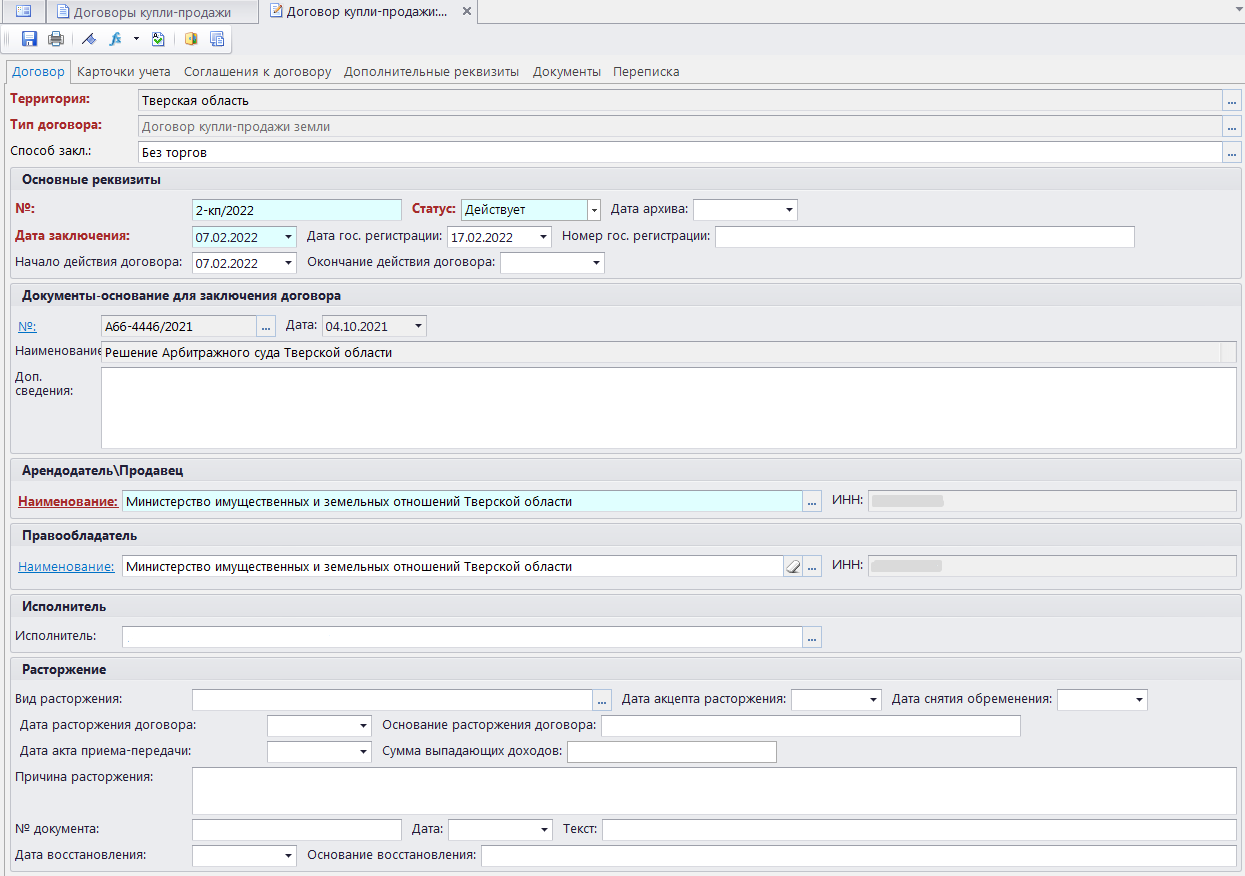 Договоры купли-продажи Договор купли-продажи:...
Договор Карточки учета Соглашения к договору Дополнительные реквизиты Документы Переписка
Территория: Тверская область ...
Тип договора: Договор купли-продажи земли ...
Способ закл.: Без торгов ...
Основные реквизиты
№: 2-кп/2022 Статус: Действует Дата архива:
Дата заключения: 07.02.2022 Дата гос. регистрации: 17.02.2022 Номер гос. регистрации:
Начало действия договора: 07.02.2022 Окончание действия договора:
Документы-основание для заключения договора
№: А66-4446/2021 ... Дата: 04.10.2021
Наименование Решение Арбитражного суда Тверской области
Доп.
сведения:
Арендодатель\Продавец
Наименование: Министерство имущественных и земельных отношений Тверской области ... ИНН:
Правообладатель
Наименование: Министерство имущественных и земельных отношений Тверской области ... ИНН:
Исполнитель
Исполнитель: ...
Расторжение
Вид расторжения: ... Дата акцепта расторжения: Дата снятия обременения:
Дата расторжения договора: Основание расторжения договора:
Дата акта приема-передачи: Сумма выпадающих доходов:
Причина расторжения:
№ документа: Дата: Текст:
Дата восстановления: Основание восстановления: